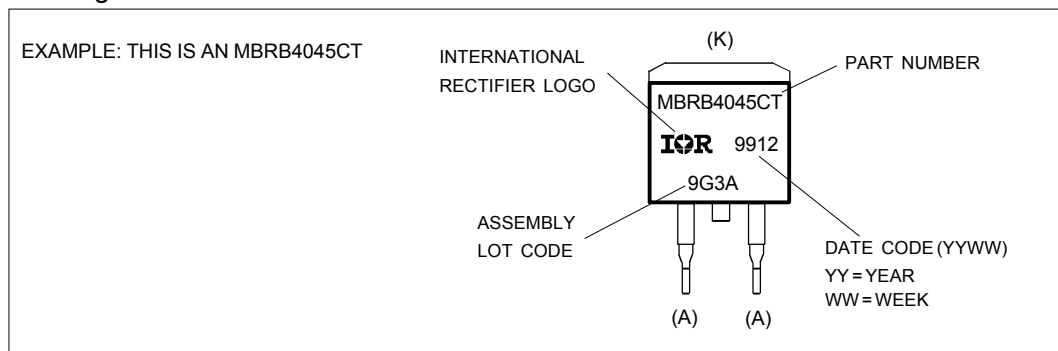 EXAMPLE: THIS IS AN MBRB4045CT
INTERNATIONAL
RECTIFIER LOGO
(K)
PART NUMBER
MBRB4045CT
IOR 9912
9G3A
ASSEMBLY
LOT CODE
DATE CODE (YYWW)
YY = YEAR
WW = WEEK
(A) (A)